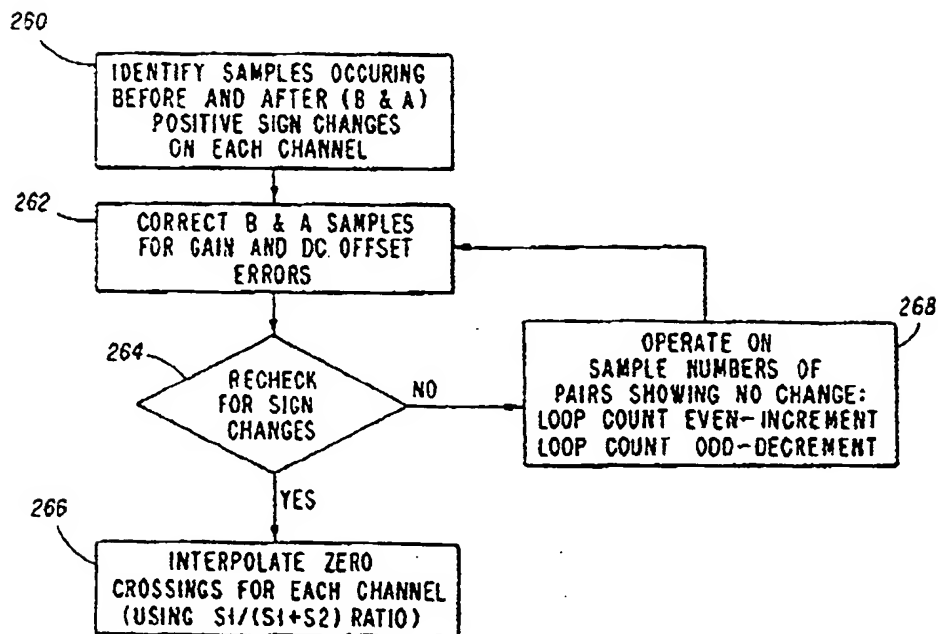 260
IDENTIFY SAMPLES OCCURING
BEFORE AND AFTER (B & A)
POSITIVE SIGN CHANGES
ON EACH CHANNEL
262
CORRECT B & A SAMPLES
FOR GAIN AND DC. OFFSET
ERRORS
264
RECHECK
FOR SIGN
CHANGES
NO
268
OPERATE ON
SAMPLE NUMBERS OF
PAIRS SHOWING NO CHANGE:
LOOP COUNT EVEN-INCREMENT
LOOP COUNT ODD-DECREMENT
YES
266
INTERPOLATE ZERO
CROSSINGS FOR EACH CHANNEL
(USING S1/(S1+S2) RATIO)